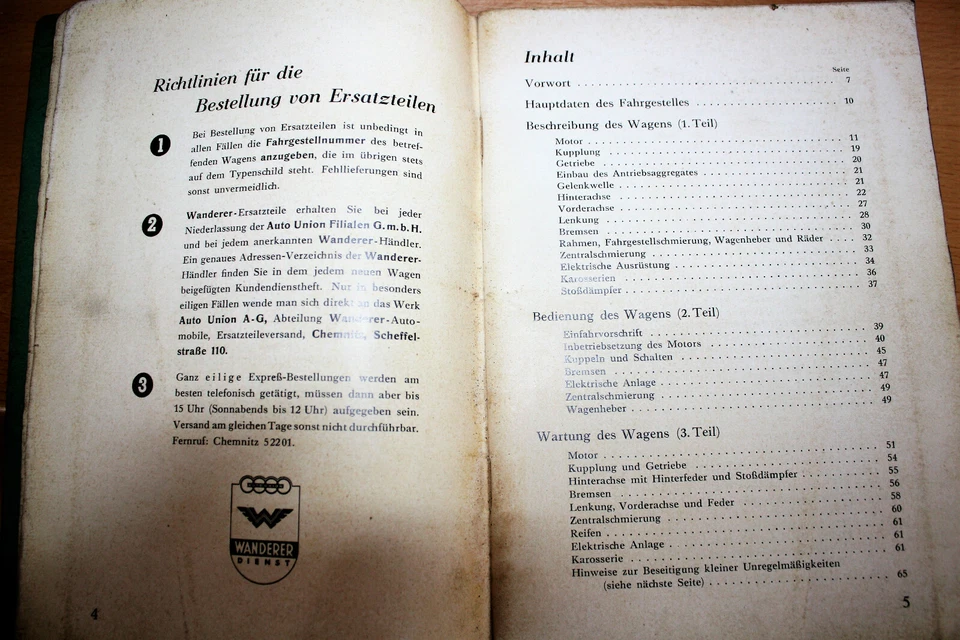 Richtlinien für die
Bestellung von Ersatzteilen
1 Bei Bestellung von Ersatzteilen ist unbedingt in
allen Fällen die Fahrgestellnummer des betref-
fenden Wagens anzugeben, die im übrigen stets
auf dem Typenschild steht. Fehllieferungen sind
sonst unvermeidlich.
2 Wanderer-Ersatzteile erhalten Sie bei jeder
Niederlassung der Auto Union Filialen G.m.b.H.
und bei jedem anerkannten Wanderer-Händler.
Ein genaues Adressen-Verzeichnis der Wanderer-
Händler finden Sie in dem jedem neuen Wagen
beigefügten Kundendienstheft. Nur in besonders
eiligen Fällen wende man sich direkt an das Werk
Auto Union A-G, Abteilung Wanderer-Auto-
mobile, Ersatzteileversand, Chemnitz, Scheffel-
straße 110.
3 Ganz eilige Expreß-Bestellungen werden am
besten telefonisch getätigt, müssen dann aber bis
15 Uhr (Sonnabends bis 12 Uhr) aufgegeben sein.
Versand am gleichen Tage sonst nicht durchführbar.
Fernruf: Chemnitz 52201.
W
WANDERER
DIENST
4
Inhalt
Seite
Vorwort 7
Hauptdaten des Fahrgestelles 10
Beschreibung des Wagens (1. Teil)
Motor 11
Kupplung 19
Getriebe 20
Einbau des Antriebsaggregates 21
Gelenkwelle 21
Hinterachse 22
Vorderachse 27
Lenkung 28
Bremsen 30
Rahmen, Fahrgestellschmierung, Wagenheber und Räder 32
Zentralschmierung 33
Elektrische Ausrüstung 34
Karosserien 36
Stoßdämpfer 37
Bedienung des Wagens (2. Teil)
Einfahrvorschrift 39
Inbetriebsetzung des Motors 40
Kuppeln und Schalten 45
Bremsen 47
Elektrische Anlage 47
Zentralschmierung 49
Wagenheber 49
Wartung des Wagens (3. Teil)
Motor 51
Kupplung und Getriebe 54
Hinterachse mit Hinterfeder und Stoßdämpfer 55
Bremsen 56
Lenkung, Vorderachse und Feder 58
Zentralschmierung 60
Reifen 61
Elektrische Anlage 61
Karosserie 61
Hinweise zur Beseitigung kleiner Unregelmäßigkeiten
(siehe nächste Seite) 65
5